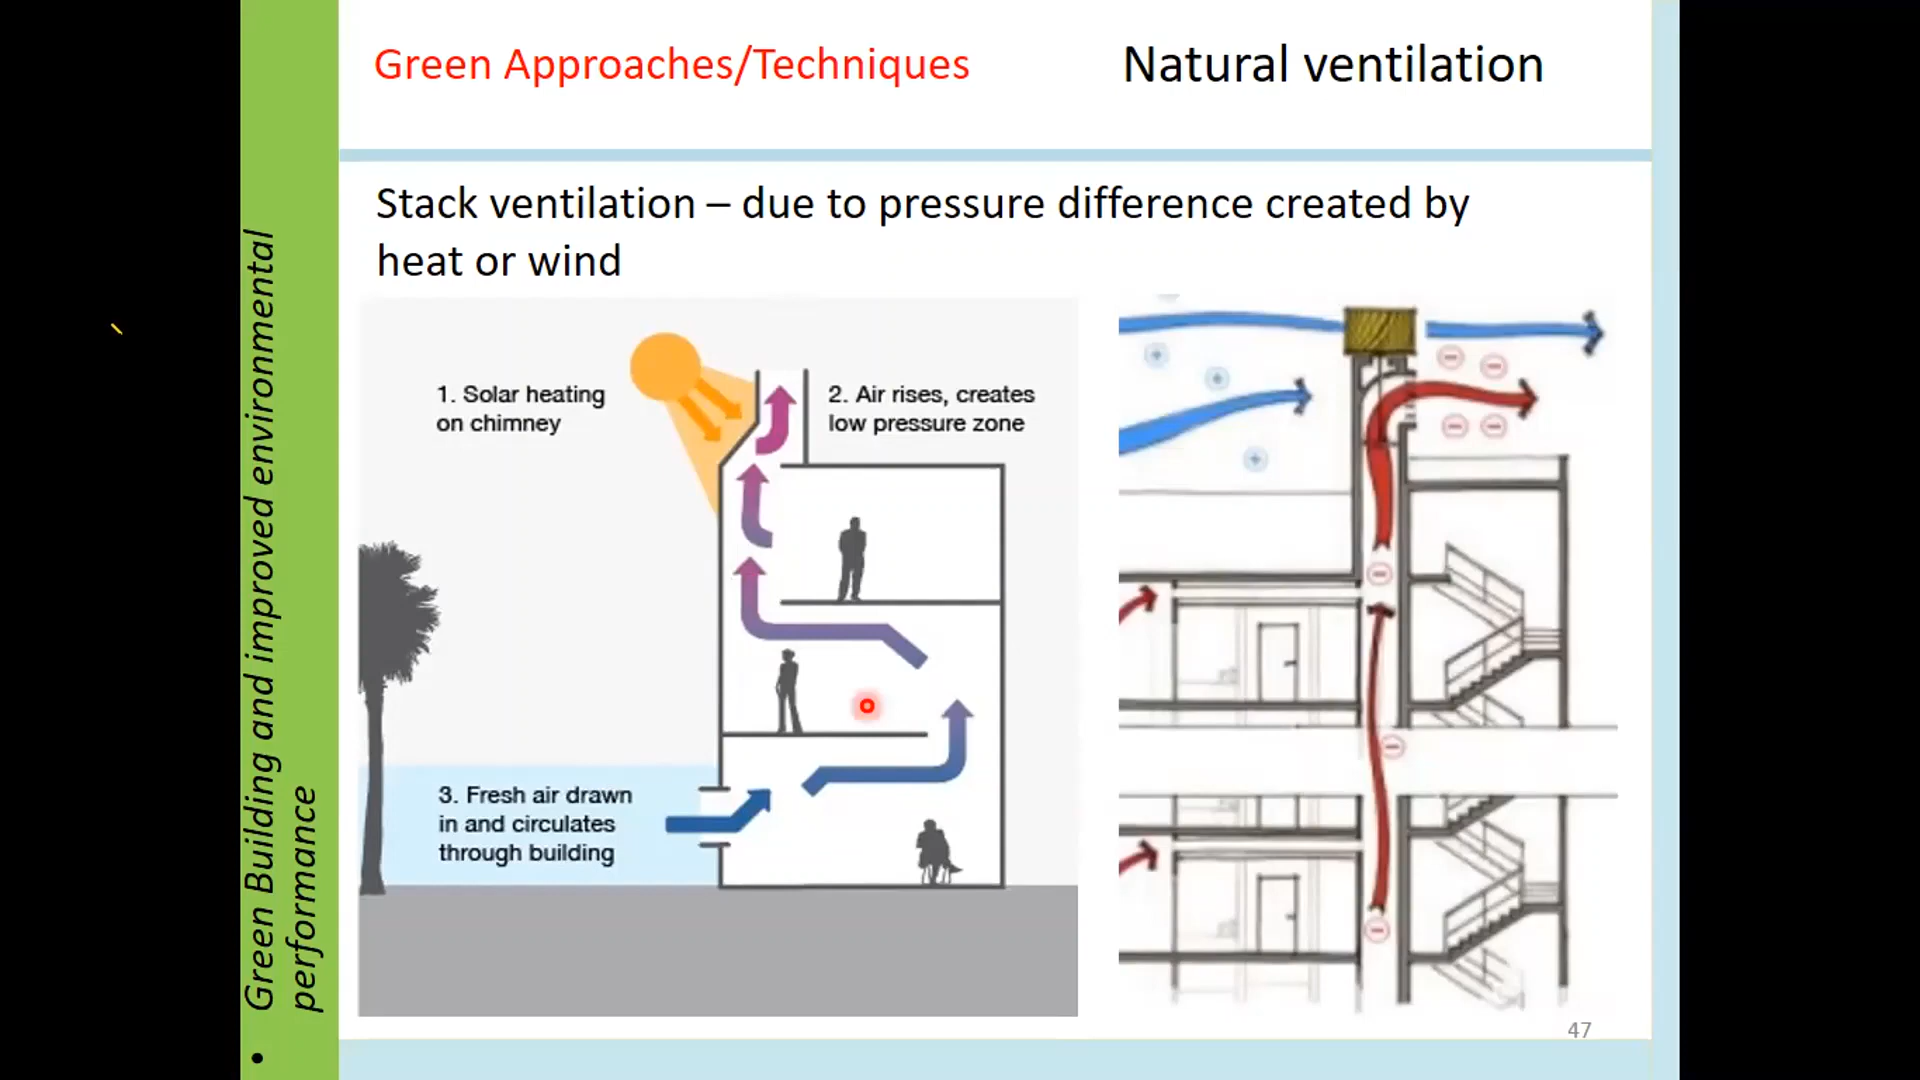 Green Approaches/Techniques
Natural ventilation
Stack ventilation – due to pressure difference created by
heat or wind
1. Solar heating
on chimney
2. Air rises, creates
low pressure zone
3. Fresh air drawn
in and circulates
through building
• Green Building and improved environmental
performance
47